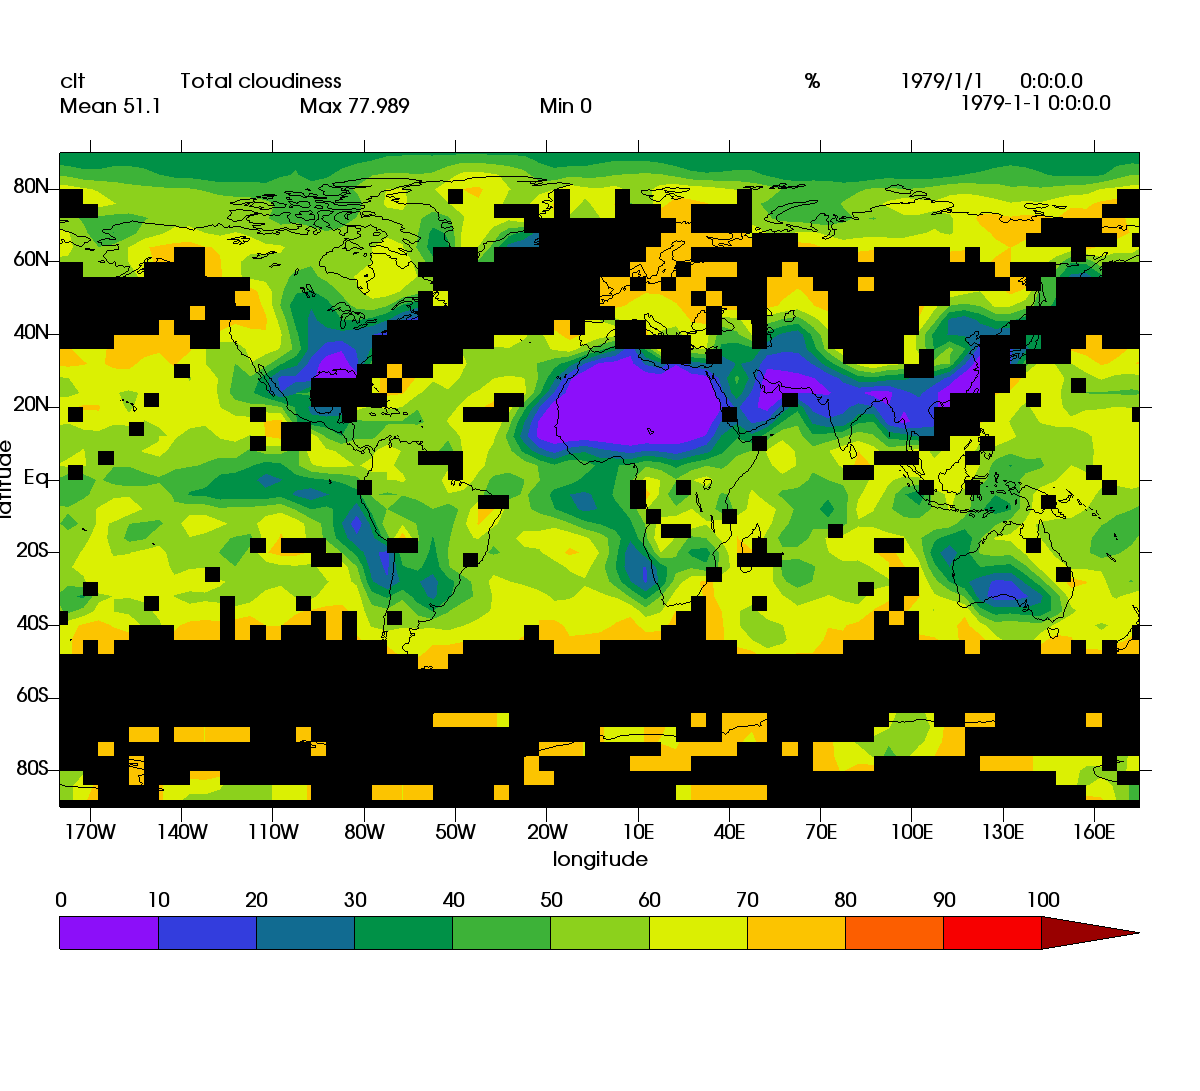 clt Total cloudiness % 1979/1/1 0:0:0.0
Mean 51.1 Max 77.989 Min 0 1979-1-1 0:0:0.0
80N
60N
40N
20N
Eq
20S
40S
60S
80S
latitude
170W 140W 110W 80W 50W 20W 10E 40E 70E 100E 130E 160E
longitude
0 10 20 30 40 50 60 70 80 90 100